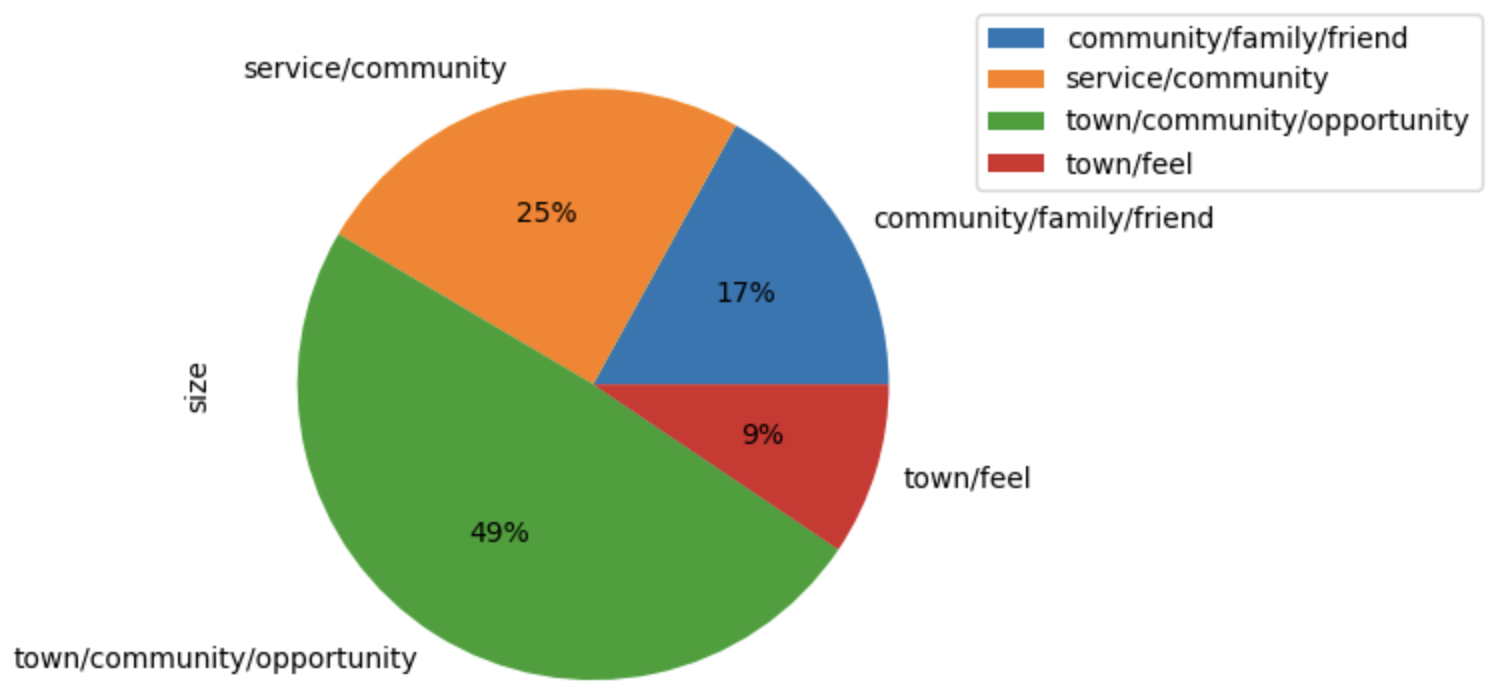 community/family/friend
service/community
town/community/opportunity
town/feel
service/community
community/family/friend
25%
17%
size
9%
town/feel
49%
town/community/opportunity